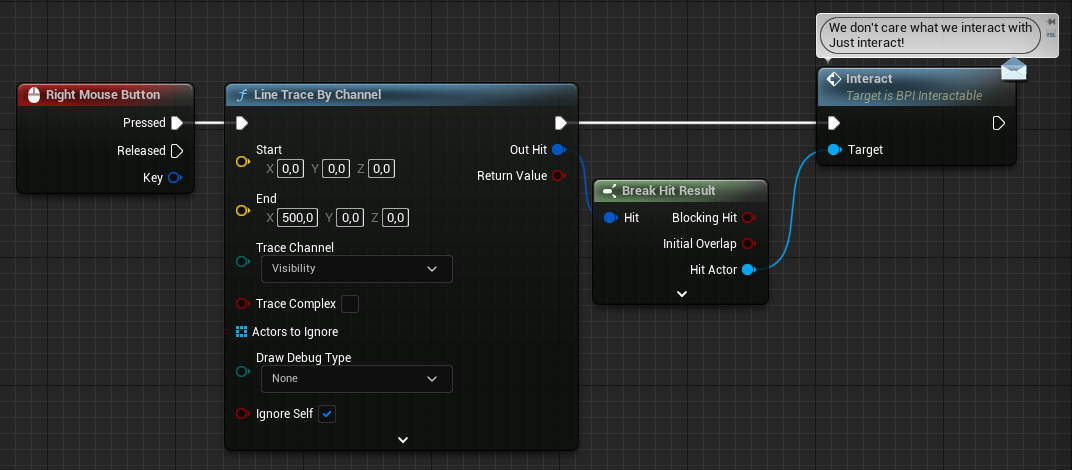 We don't care what we interact with
Just interact!
Right Mouse Button
Pressed
Released
Key
Line Trace By Channel
Start
X 0,0 Y 0,0 Z 0,0
End
X 500,0 Y 0,0 Z 0,0
Trace Channel
Visibility
Trace Complex
Actors to Ignore
Draw Debug Type
None
Ignore Self
Out Hit
Return Value
Break Hit Result
Hit
Blocking Hit
Initial Overlap
Hit Actor
Interact
Target is BPI Interactable
Target